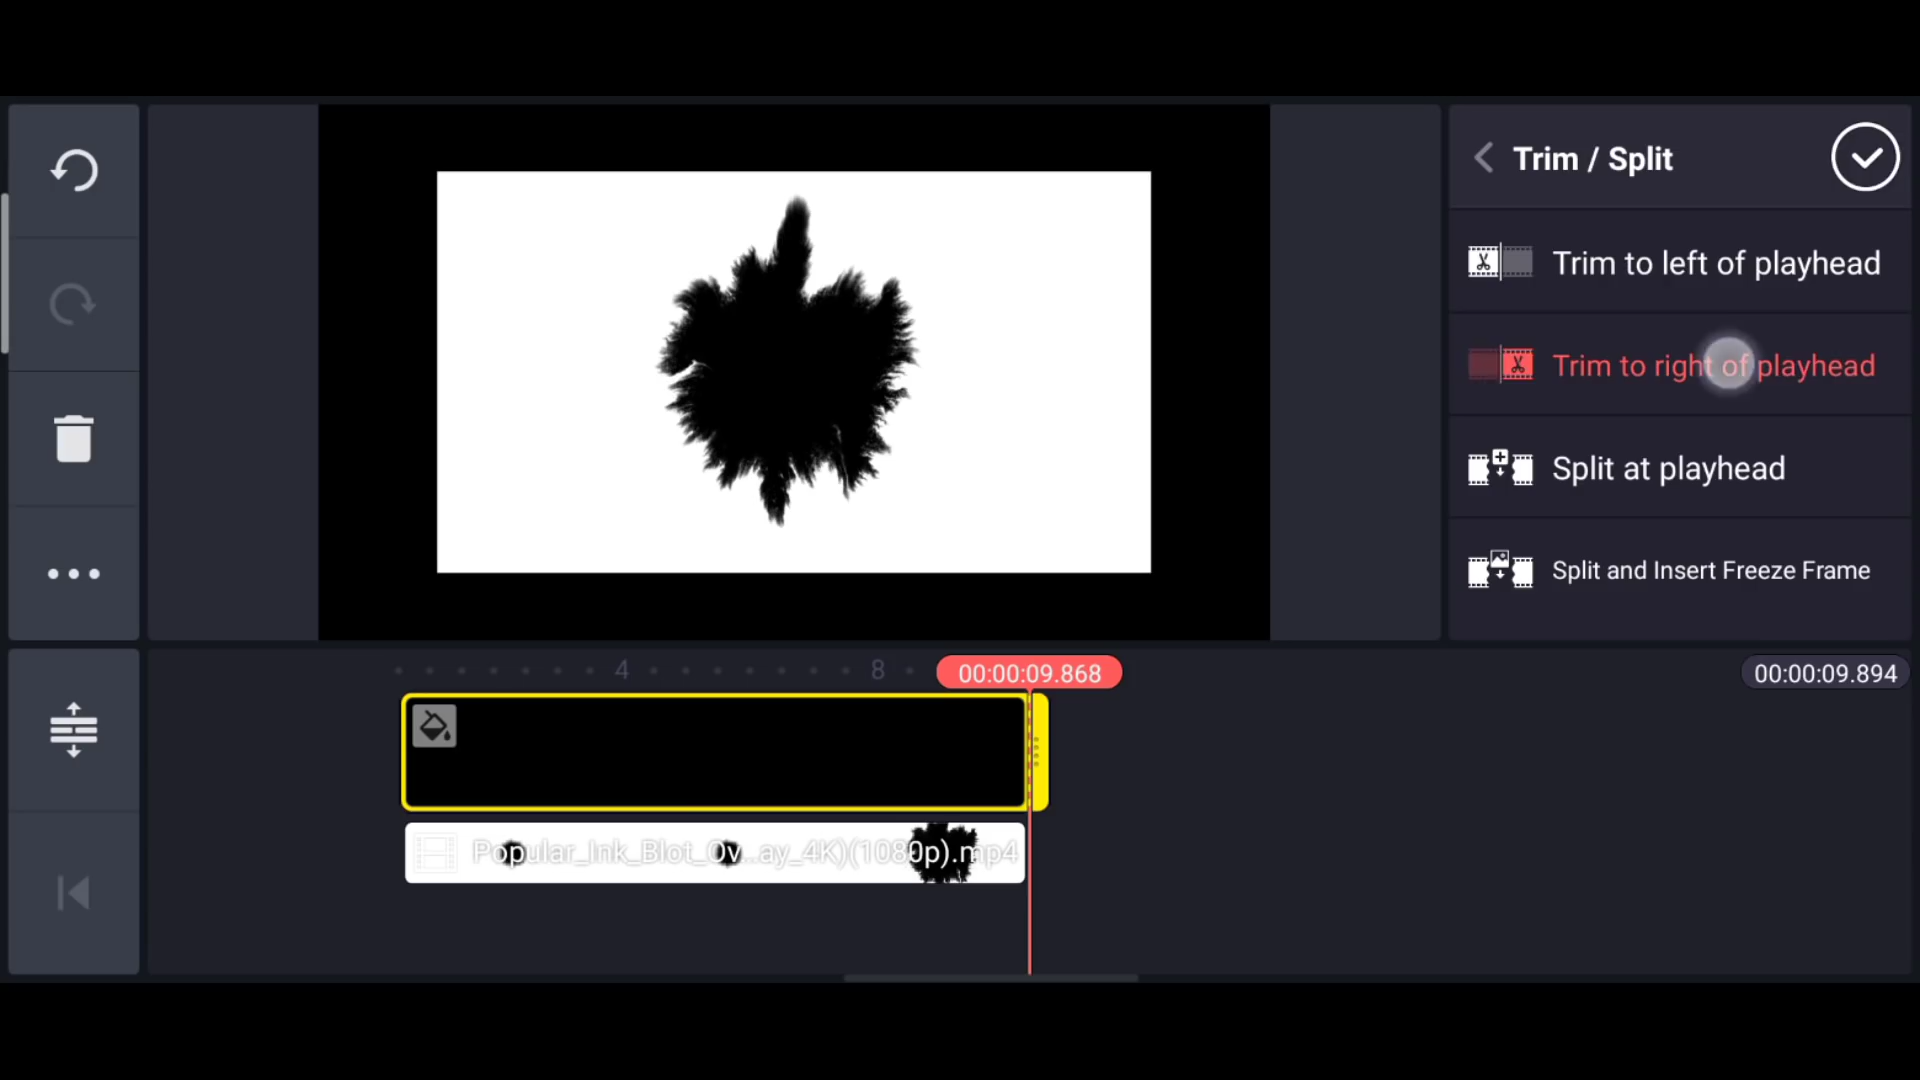 Trim / Split
Trim to left of playhead
Trim to right of playhead
Split at playhead
Split and Insert Freeze Frame
4
8
00:00:09.868
00:00:09.894
Popular_Ink_Blot_Ov...ay_4K)(1080p).mp4